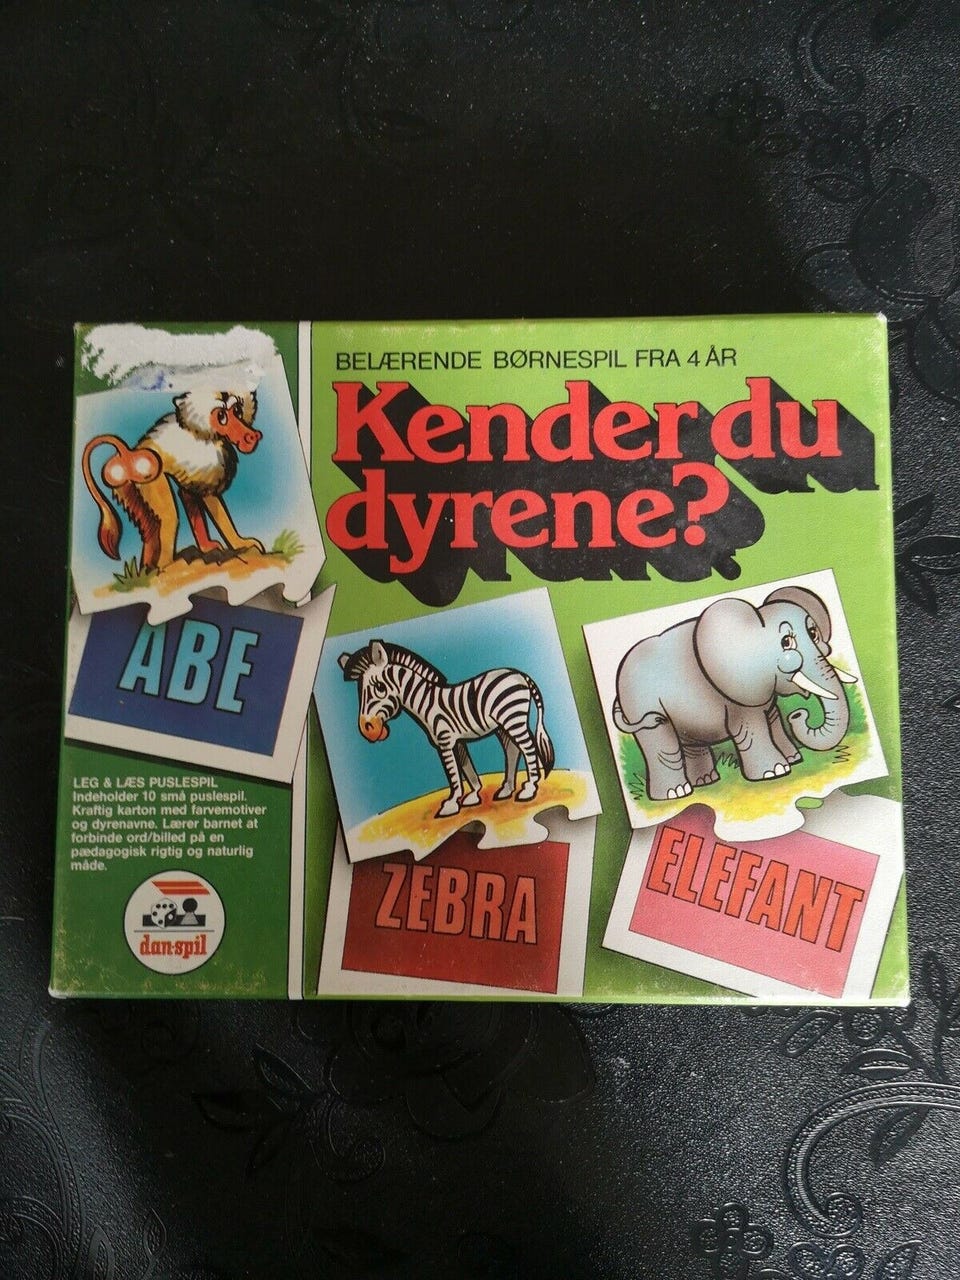 BELÆRENDE BØRNESPIL FRA 4 ÅR
Kender du
dyrene?
ABE
ZEBRA
ELEFANT
LEG & LÆS PUSLESPIL
Indeholder 10 små puslespil.
Kraftig karton med farvemotiver
og dyrenavne. Lærer barnet at
forbinde ord/billed på en
pædagogisk rigtig og naturlig
måde.
dan-spil